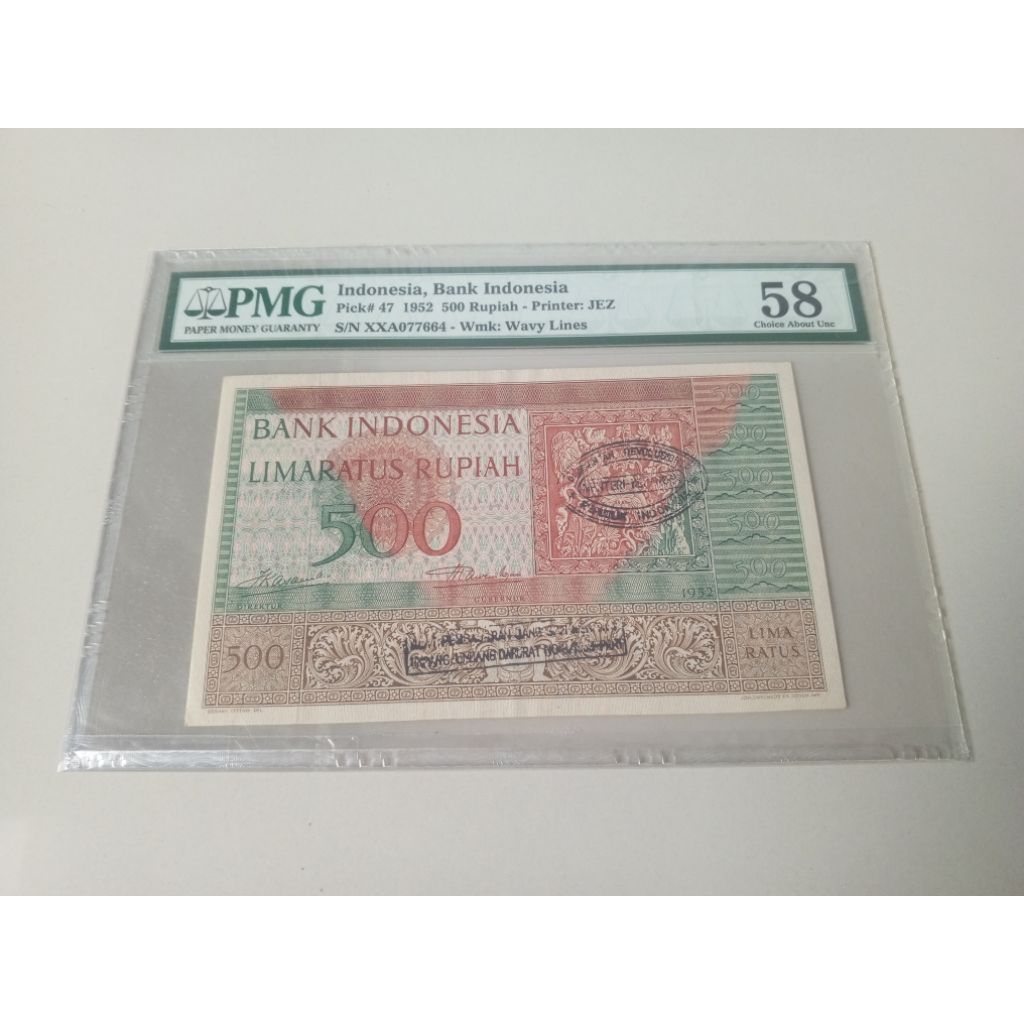 PMG
PAPER MONEY GUARANTY
Indonesia, Bank Indonesia
Pick# 47 1952 500 Rupiah - Printer: JEZ
S/N XXA077664 - Wmk: Wavy Lines
58
Choice About Unc
BANK INDONESIA
LIMARATUS RUPIAH
500
500
500
500
500
500
DIREKTUR
GUBERNUR
1952
500
LIMA
RATUS